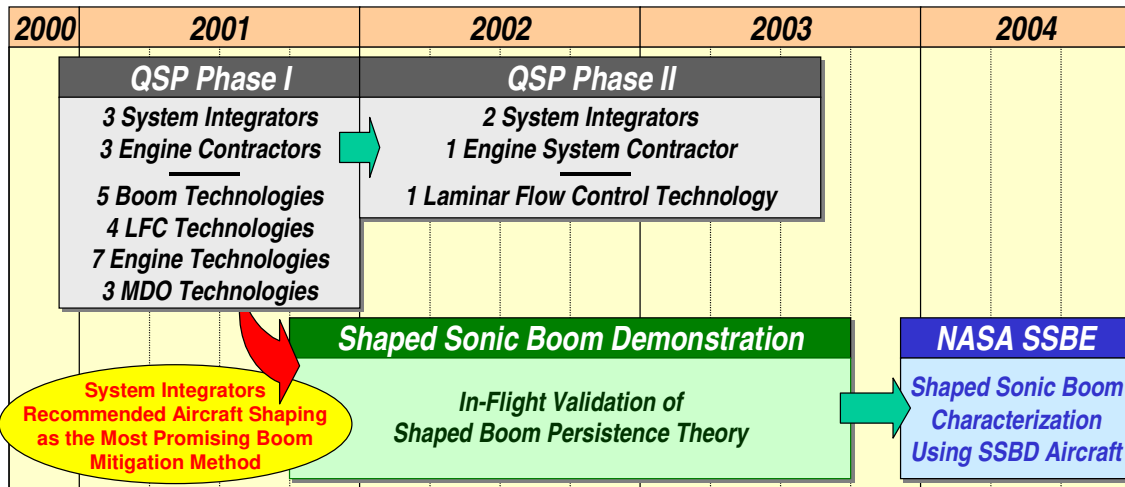 2000 2001 2002 2003 2004
QSP Phase I
3 System Integrators
3 Engine Contractors
5 Boom Technologies
4 LFC Technologies
7 Engine Technologies
3 MDO Technologies
QSP Phase II
2 System Integrators
1 Engine System Contractor
1 Laminar Flow Control Technology
System Integrators
Recommended Aircraft Shaping
as the Most Promising Boom
Mitigation Method
Shaped Sonic Boom Demonstration
In-Flight Validation of
Shaped Boom Persistence Theory
NASA SSBE
Shaped Sonic Boom
Characterization
Using SSBD Aircraft